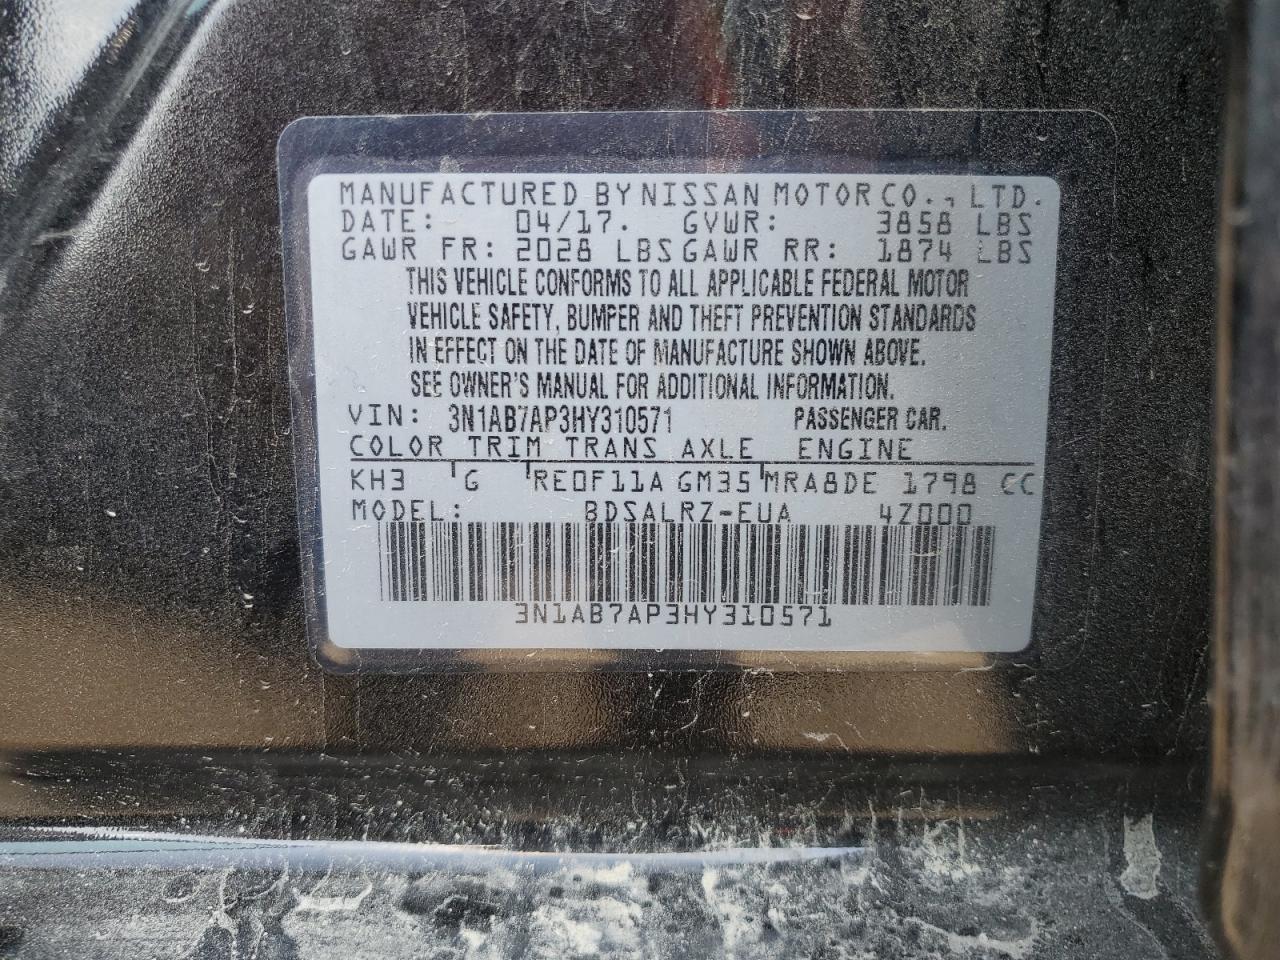 MANUFACTURED BY NISSAN MOTOR CO., LTD.
DATE: 04/17. GVWR: 3858 LBS
GAWR FR: 2028 LBS GAWR RR: 1874 LBS
THIS VEHICLE CONFORMS TO ALL APPLICABLE FEDERAL MOTOR
VEHICLE SAFETY, BUMPER AND THEFT PREVENTION STANDARDS
IN EFFECT ON THE DATE OF MANUFACTURE SHOWN ABOVE.
SEE OWNER'S MANUAL FOR ADDITIONAL INFORMATION.
VIN: 3N1AB7AP3HY310571 PASSENGER CAR.
COLOR TRIM TRANS AXLE ENGINE
KH3 G RE0F11A GM35 MRA8DE 1798 CC
MODEL: BDSALRZ-EUA 4Z000
3N1AB7AP3HY310571